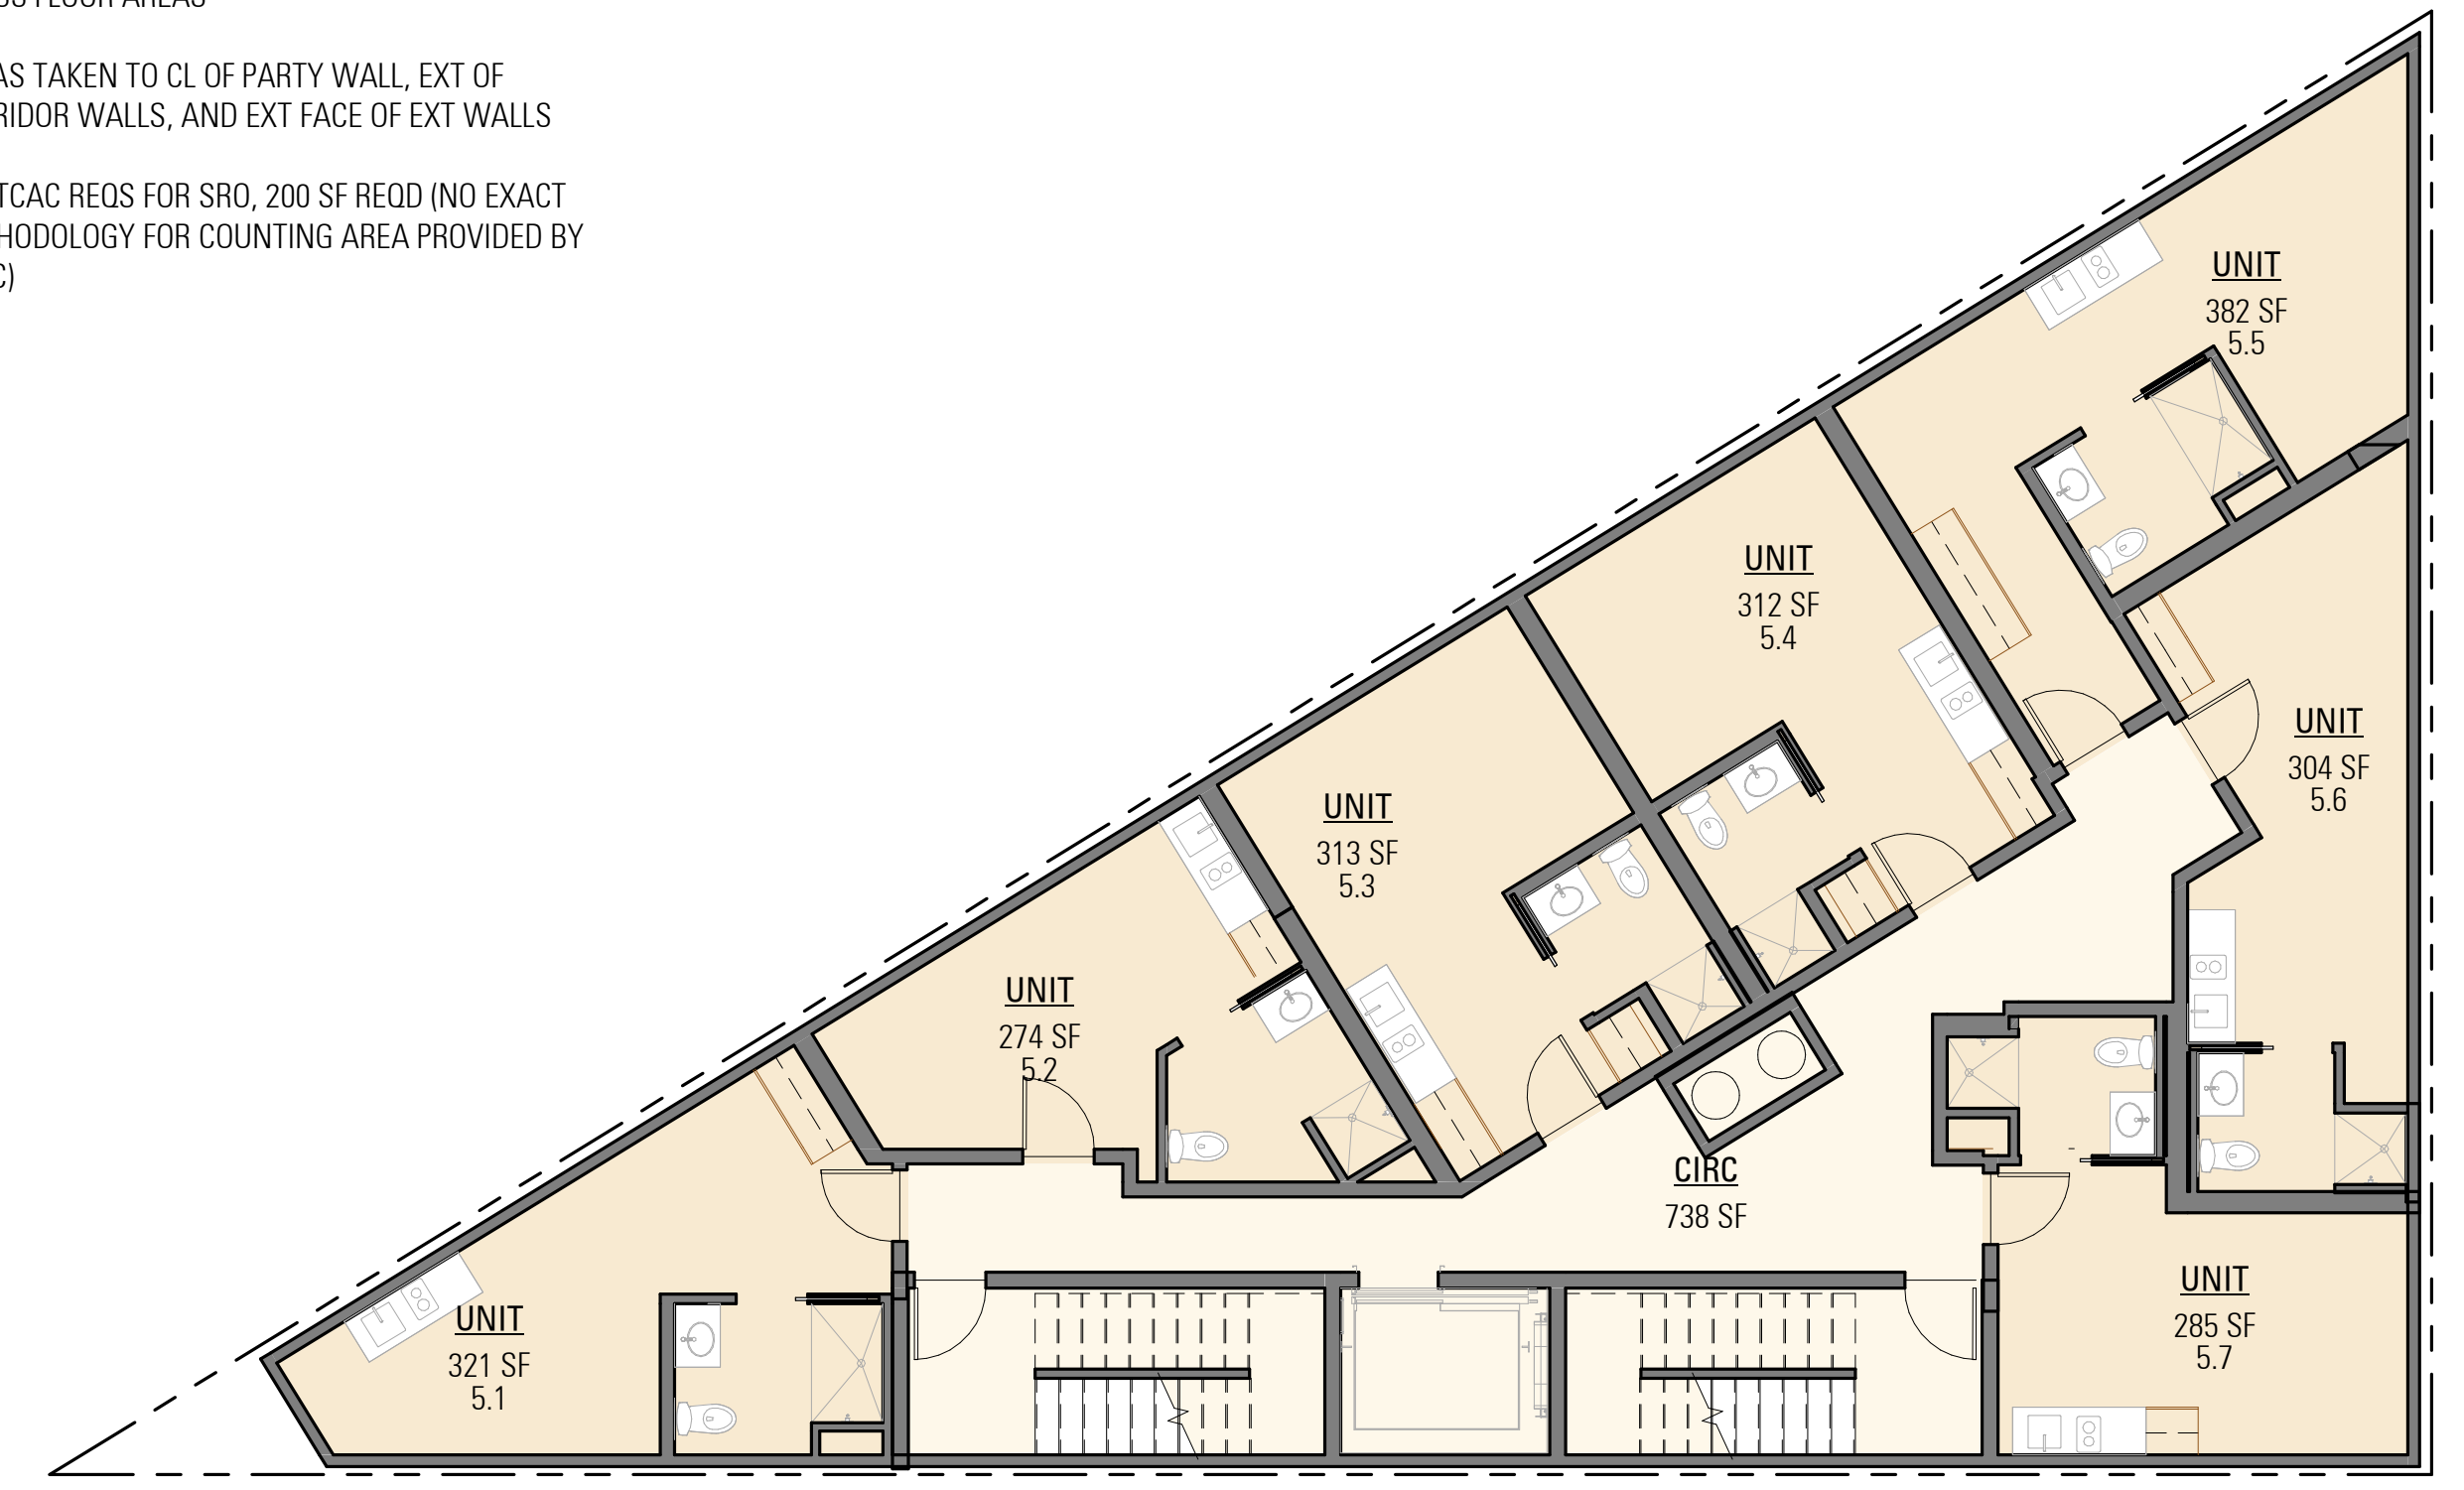 FLOOR AREAS
AS TAKEN TO CL OF PARTY WALL, EXT OF
RIDOR WALLS, AND EXT FACE OF EXT WALLS
TCAC REQS FOR SRO, 200 SF REQD (NO EXACT
HODOLOGY FOR COUNTING AREA PROVIDED BY
C)
UNIT
382 SF
5.5
UNIT
312 SF
5.4
UNIT
304 SF
5.6
UNIT
313 SF
5.3
UNIT
274 SF
5.2
CIRC
738 SF
UNIT
285 SF
5.7
UNIT
321 SF
5.1